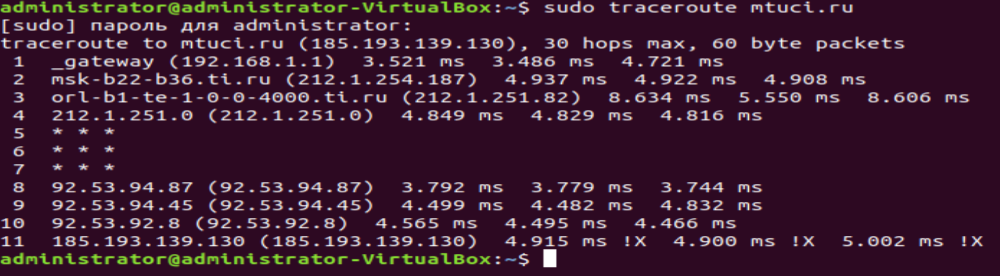 administrator@administrator-VirtualBox:~$ sudo traceroute mtuci.ru
[sudo] пароль для administrator:
traceroute to mtuci.ru (185.193.139.130), 30 hops max, 60 byte packets
 1  _gateway (192.168.1.1)  3.521 ms  3.486 ms  4.721 ms
 2  msk-b22-b36.ti.ru (212.1.254.187)  4.937 ms  4.922 ms  4.908 ms
 3  orl-b1-te-1-0-0-4000.ti.ru (212.1.251.82)  8.634 ms  5.550 ms  8.606 ms
 4  212.1.251.0 (212.1.251.0)  4.849 ms  4.829 ms  4.816 ms
 5  * * *
 6  * * *
 7  * * *
 8  92.53.94.87 (92.53.94.87)  3.792 ms  3.779 ms  3.744 ms
 9  92.53.94.45 (92.53.94.45)  4.499 ms  4.482 ms  4.832 ms
10  92.53.92.8 (92.53.92.8)  4.565 ms  4.495 ms  4.466 ms
11  185.193.139.130 (185.193.139.130)  4.915 ms !X  4.900 ms !X  5.002 ms !X
administrator@administrator-VirtualBox:~$